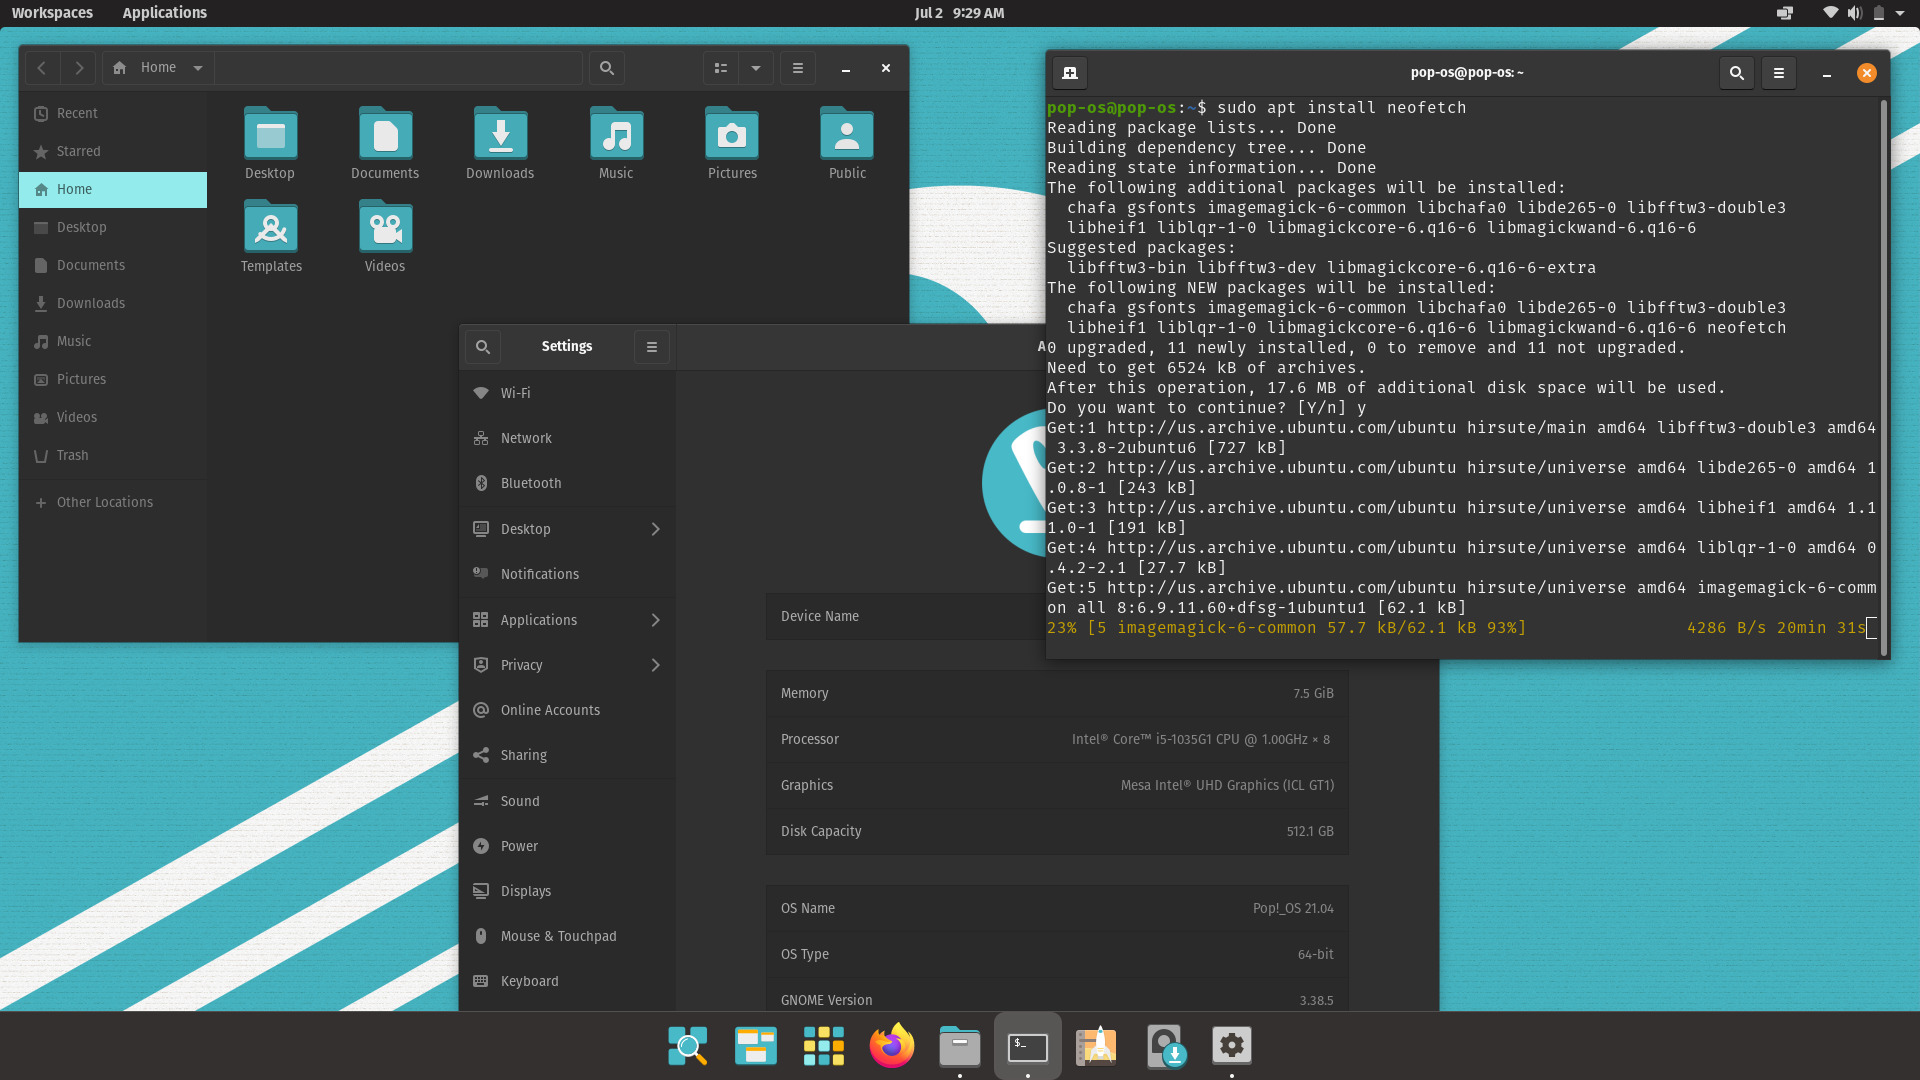 Workspaces Applications Jul 2 9:29 AM
Home
Recent
Starred
Home
Desktop
Documents
Downloads
Music
Pictures
Videos
Trash
Other Locations
Desktop Documents Downloads Music Pictures Public
Templates Videos
Settings
A
Wi-Fi
Network
Bluetooth
Desktop
Notifications
Applications
Privacy
Online Accounts
Sharing
Sound
Power
Displays
Mouse & Touchpad
Keyboard
Device Name
Memory 7.5 GiB
Processor Intel® Core™ i5-1035G1 CPU @ 1.00GHz × 8
Graphics Mesa Intel® UHD Graphics (ICL GT1)
Disk Capacity 512.1 GB
OS Name Pop!_OS 21.04
OS Type 64-bit
GNOME Version 3.38.5
pop-os@pop-os: ~
pop-os@pop-os:~$ sudo apt install neofetch
Reading package lists... Done
Building dependency tree... Done
Reading state information... Done
The following additional packages will be installed:
chafa gsfonts imagemagick-6-common libchafa0 libde265-0 libfftw3-double3
libheif1 liblqr-1-0 libmagickcore-6.q16-6 libmagickwand-6.q16-6
Suggested packages:
libfftw3-bin libfftw3-dev libmagickcore-6.q16-6-extra
The following NEW packages will be installed:
chafa gsfonts imagemagick-6-common libchafa0 libde265-0 libfftw3-double3
libheif1 liblqr-1-0 libmagickcore-6.q16-6 libmagickwand-6.q16-6 neofetch
0 upgraded, 11 newly installed, 0 to remove and 11 not upgraded.
Need to get 6524 kB of archives.
After this operation, 17.6 MB of additional disk space will be used.
Do you want to continue? [Y/n] y
Get:1 http://us.archive.ubuntu.com/ubuntu hirsute/main amd64 libfftw3-double3 amd64
3.3.8-2ubuntu6 [727 kB]
Get:2 http://us.archive.ubuntu.com/ubuntu hirsute/universe amd64 libde265-0 amd64 1
.0.8-1 [243 kB]
Get:3 http://us.archive.ubuntu.com/ubuntu hirsute/universe amd64 libheif1 amd64 1.1
1.0-1 [191 kB]
Get:4 http://us.archive.ubuntu.com/ubuntu hirsute/universe amd64 liblqr-1-0 amd64 0
.4.2-2.1 [27.7 kB]
Get:5 http://us.archive.ubuntu.com/ubuntu hirsute/universe amd64 imagemagick-6-comm
on all 8:6.9.11.60+dfsg-1ubuntu1 [62.1 kB]
23% [5 imagemagick-6-common 57.7 kB/62.1 kB 93%] 4286 B/s 20min 31s
$_